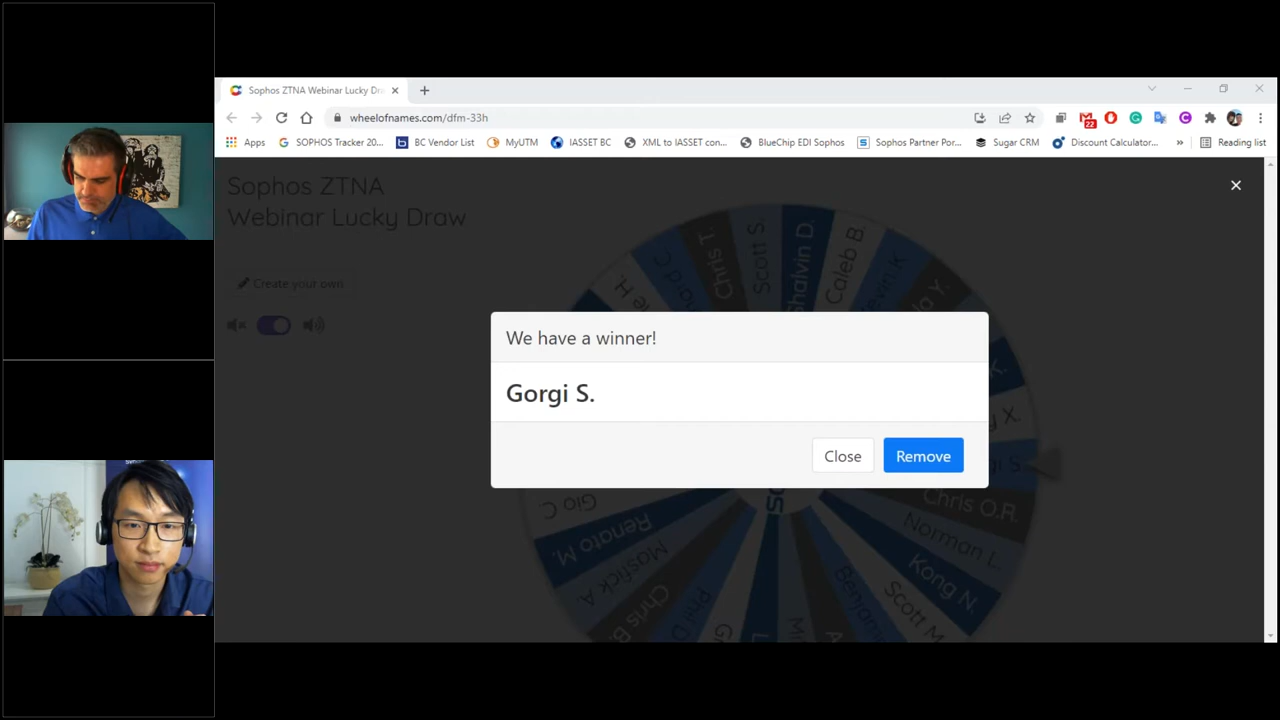 Sophos ZTNA Webinar Lucky Dra
wheelofnames.com/dfm-33h
22
Apps
SOPHOS Tracker 20...
BC Vendor List
MyUTM
IASSET BC
XML to IASSET con...
BlueChip EDI Sophos
Sophos Partner Por...
Sugar CRM
Discount Calculator...
»
Reading list
Sophos ZTNA
Webinar Lucky Draw
Create your own
Chris T.
Scott S.
Shalvin D.
Caleb B.
We have a winner!
Gorgi S.
Close
Remove
Chris O.R.
Norman L.
Kong N.
Scott M.
Gio C.
Renato M.
Masfick A.
Chris B.
Phil D.